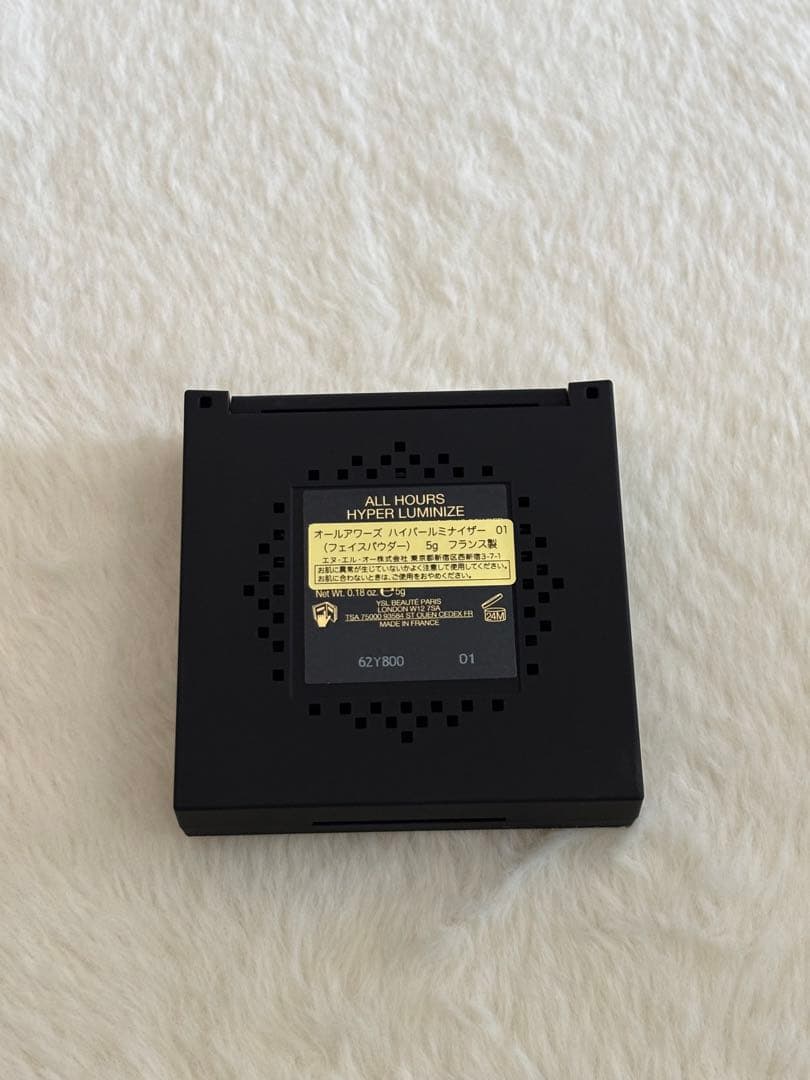 ALL HOURS
HYPER LUMINIZE
オールアワーズ ハイパールミナイザー 01
(フェイスパウダー) 5g フランス製
エヌ・エル・オー株式会社 東京都新宿区西新宿3-7-1
お肌に異常が生じていないかよく注意して使用してください。
お肌に合わないときは、ご使用をおやめください。
Net Wt. 0.18 oz. ℮ 5g
YSL BEAUTÉ PARIS
LONDON W12 7SA
TSA 75000 93584 ST OUEN CEDEX FR
MADE IN FRANCE
24M
62Y800 01